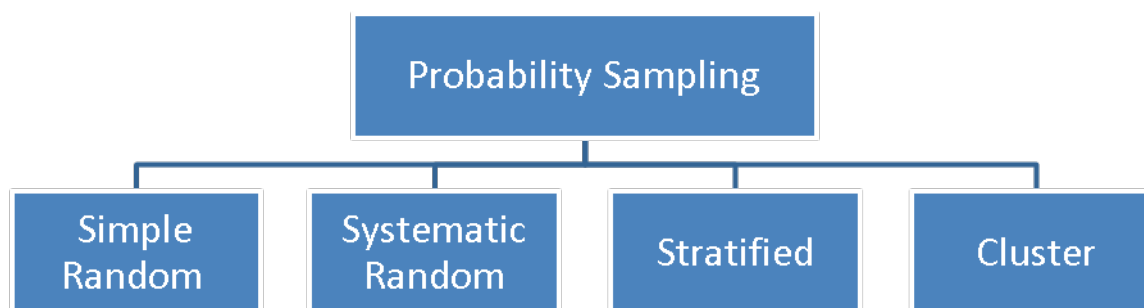 Probability Sampling
Simple
Random
Systematic
Random
Stratified
Cluster